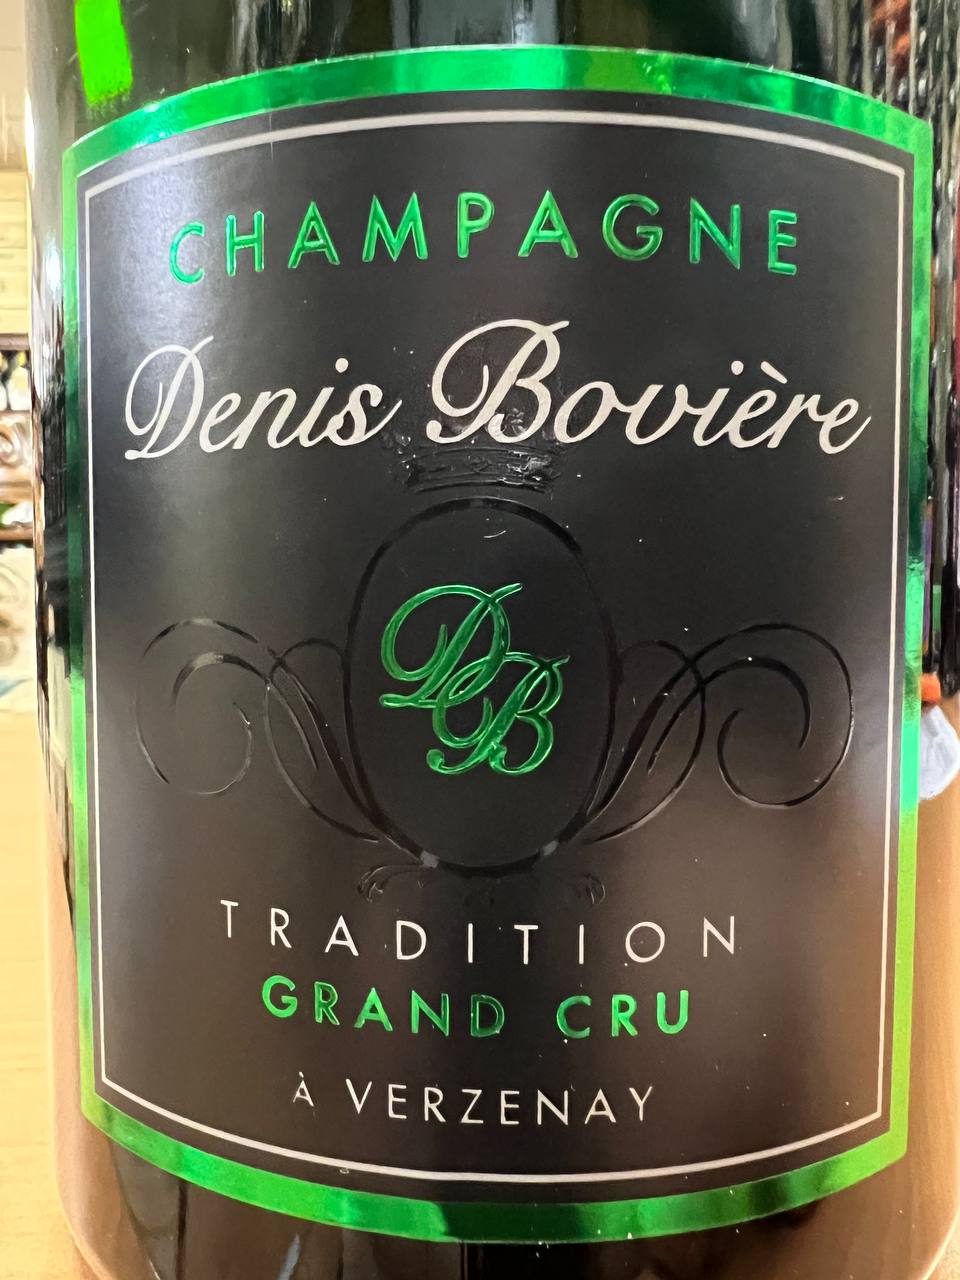 CHAMPAGNE
Denis Bovière
DB
TRADITION
GRAND CRU
À VERZENAY